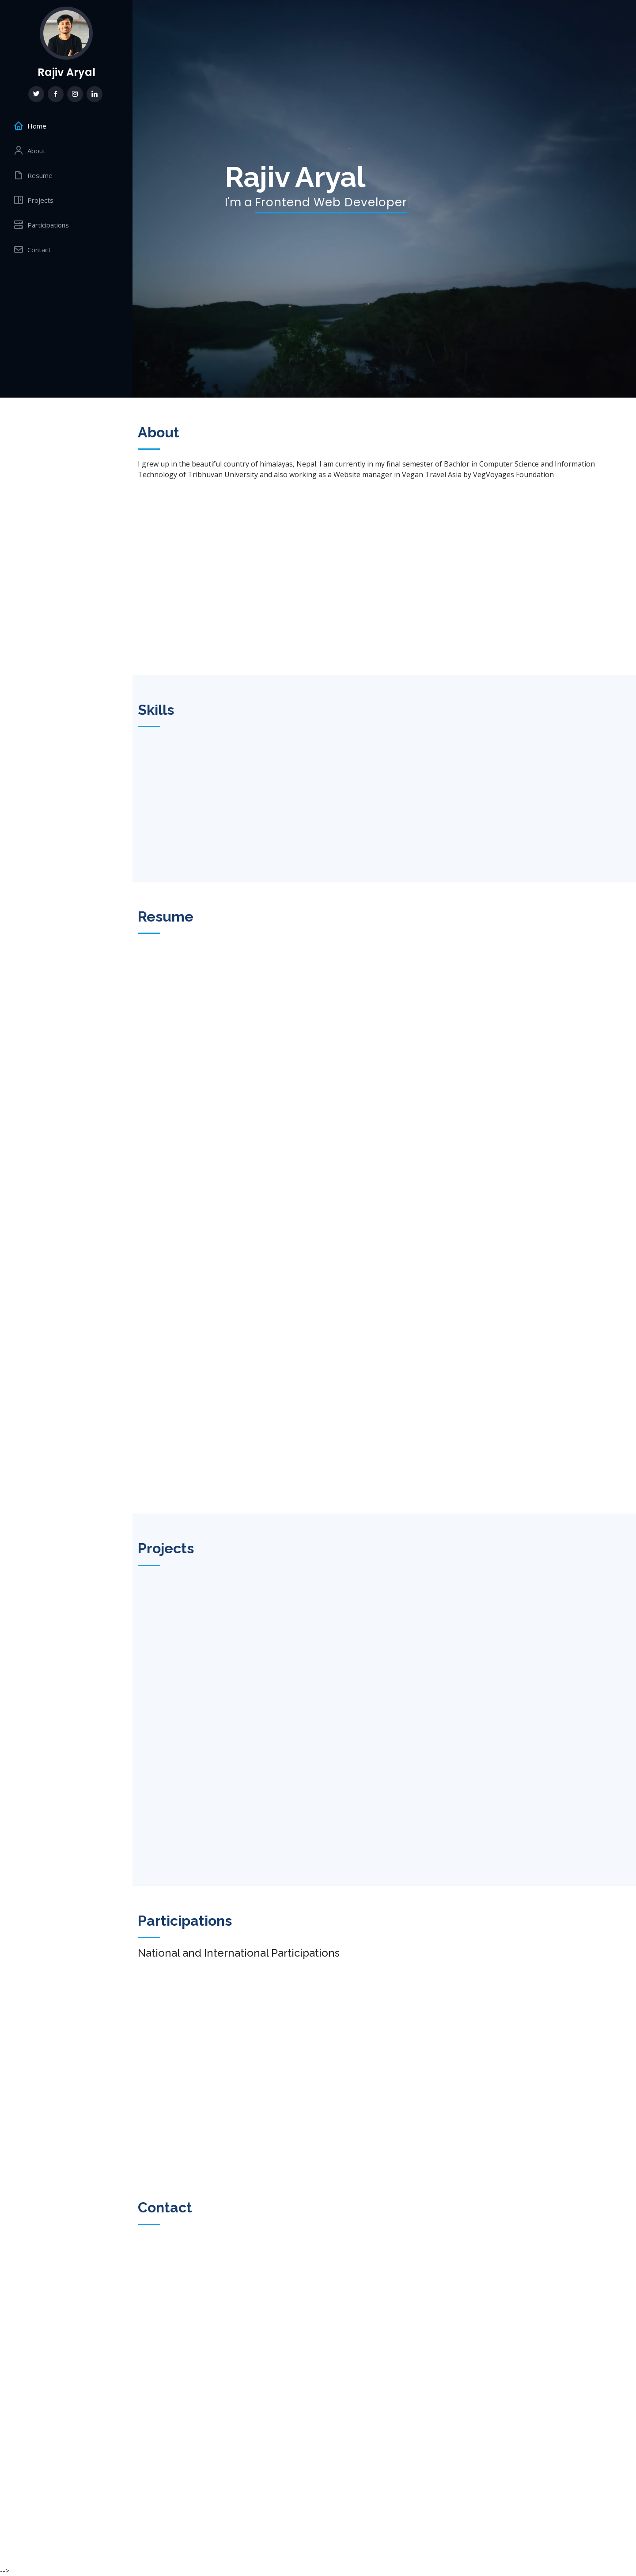 Rajiv Aryal
Home
About
Resume
Projects
Participations
Contact
Rajiv Aryal
I'm a Frontend Web Developer
About
I grew up in the beautiful country of himalayas, Nepal. I am currently in my final semester of Bachlor in Computer Science and Information
Technology of Tribhuvan University and also working as a Website manager in Vegan Travel Asia by VegVoyages Foundation
Skills
Resume
Projects
Participations
National and International Participations
Contact
-->